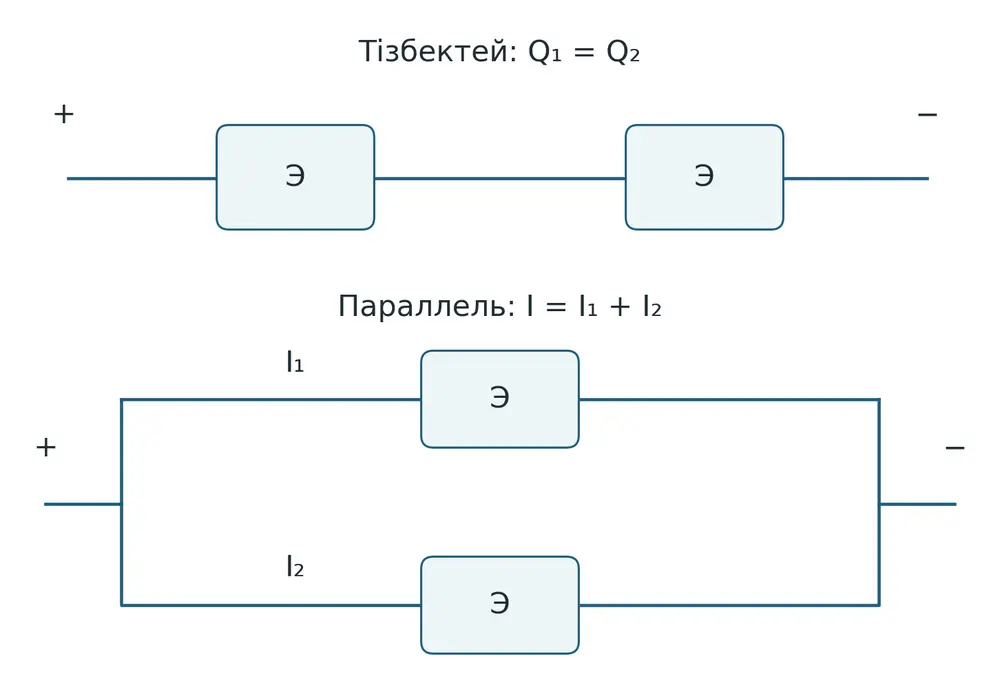 Тізбектей: Q₁ = Q₂
+
−
Э
Э
Параллель: I = I₁ + I₂
I₁
Э
+
−
I₂
Э